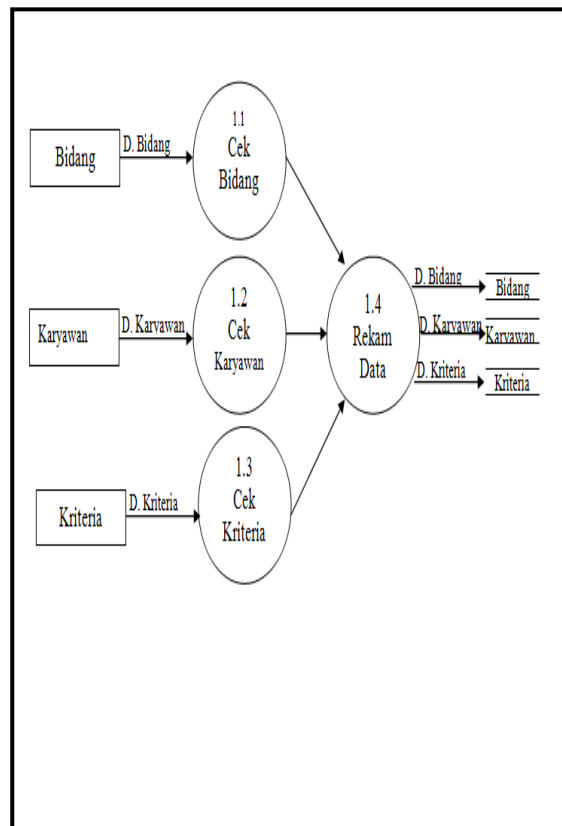 Bidang
D. Bidang
1.1
Cek
Bidang
Karyawan
D. Karyawan
1.2
Cek
Karyawan
Kriteria
D. Kriteria
1.3
Cek
Kriteria
1.4
Rekam
Data
D. Bidang
Bidang
D. Karyawan
Karyawan
D. Kriteria
Kriteria